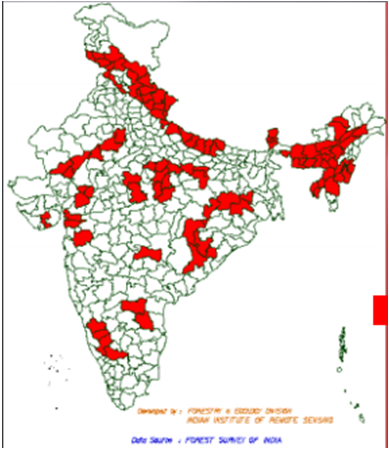 Developed by : FORESTRY & ECOLOGY DIVISION
INDIAN INSTITUTE OF REMOTE SENSING
Data Source : FOREST SURVEY OF INDIA